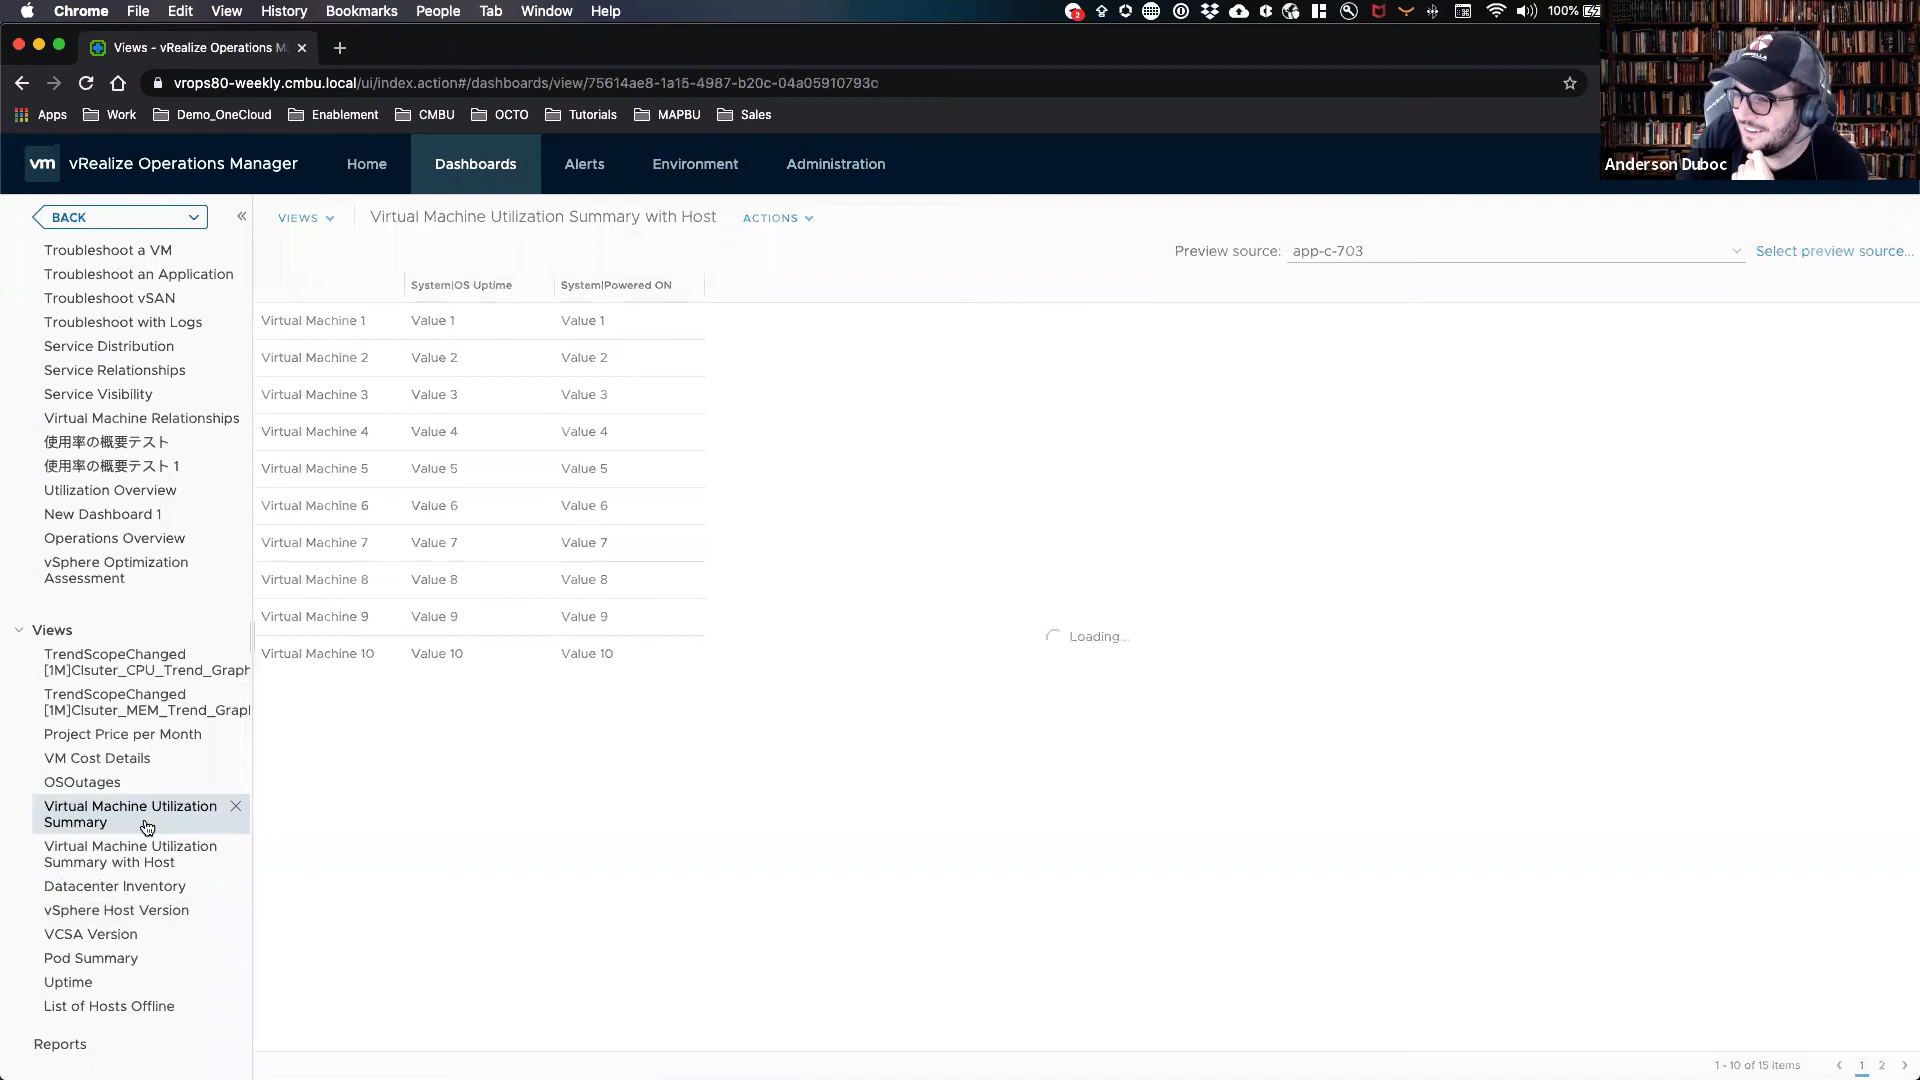 Chrome File Edit View History Bookmarks People Tab Window Help
2 100%
Views - vRealize Operations M
vrops80-weekly.cmbu.local/ui/index.action#/dashboards/view/75614ae8-1a15-4987-b20c-04a05910793c
Apps Work Demo_OneCloud Enablement CMBU OCTO Tutorials MAPBU Sales
Anderson Duboc
vm vRealize Operations Manager Home Dashboards Alerts Environment Administration
BACK
VIEWS Virtual Machine Utilization Summary with Host ACTIONS
Preview source: app-c-703 Select preview source...
Troubleshoot a VM
Troubleshoot an Application
Troubleshoot vSAN
Troubleshoot with Logs
Service Distribution
Service Relationships
Service Visibility
Virtual Machine Relationships
使用率の概要テスト
使用率の概要テスト 1
Utilization Overview
New Dashboard 1
Operations Overview
vSphere Optimization
Assessment
Views
TrendScopeChanged
[1M]Clsuter_CPU_Trend_Graph
TrendScopeChanged
[1M]Clsuter_MEM_Trend_Grap
Project Price per Month
VM Cost Details
OSOutages
Virtual Machine Utilization
Summary
Virtual Machine Utilization
Summary with Host
Datacenter Inventory
vSphere Host Version
VCSA Version
Pod Summary
Uptime
List of Hosts Offline
Reports
System|OS Uptime System|Powered ON
Virtual Machine 1 Value 1 Value 1
Virtual Machine 2 Value 2 Value 2
Virtual Machine 3 Value 3 Value 3
Virtual Machine 4 Value 4 Value 4
Virtual Machine 5 Value 5 Value 5
Virtual Machine 6 Value 6 Value 6
Virtual Machine 7 Value 7 Value 7
Virtual Machine 8 Value 8 Value 8
Virtual Machine 9 Value 9 Value 9
Virtual Machine 10 Value 10 Value 10
Loading...
1 - 10 of 15 items 1 2